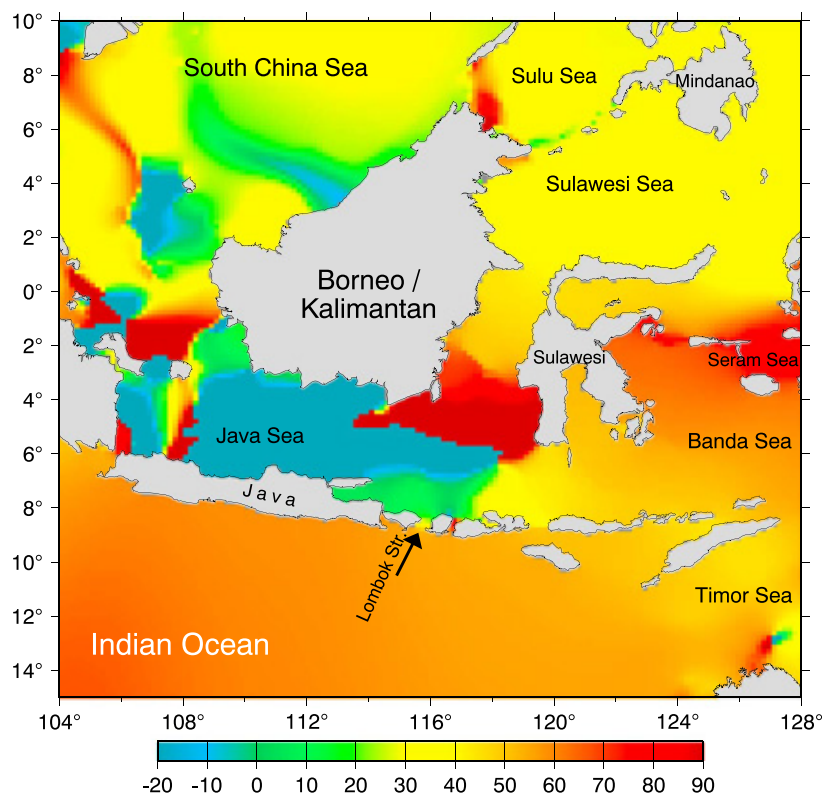 10°
South China Sea
8°
Sulu Sea
Mindanao
6°
4°
Sulawesi Sea
2°
0°
Borneo /
Kalimantan
2°
Sulawesi
Seram Sea
4°
Java Sea
Banda Sea
6°
Java
8°
10°
Lombok Str.
Timor Sea
12°
Indian Ocean
14°
104° 108° 112° 116° 120° 124° 128°
-20 -10 0 10 20 30 40 50 60 70 80 90